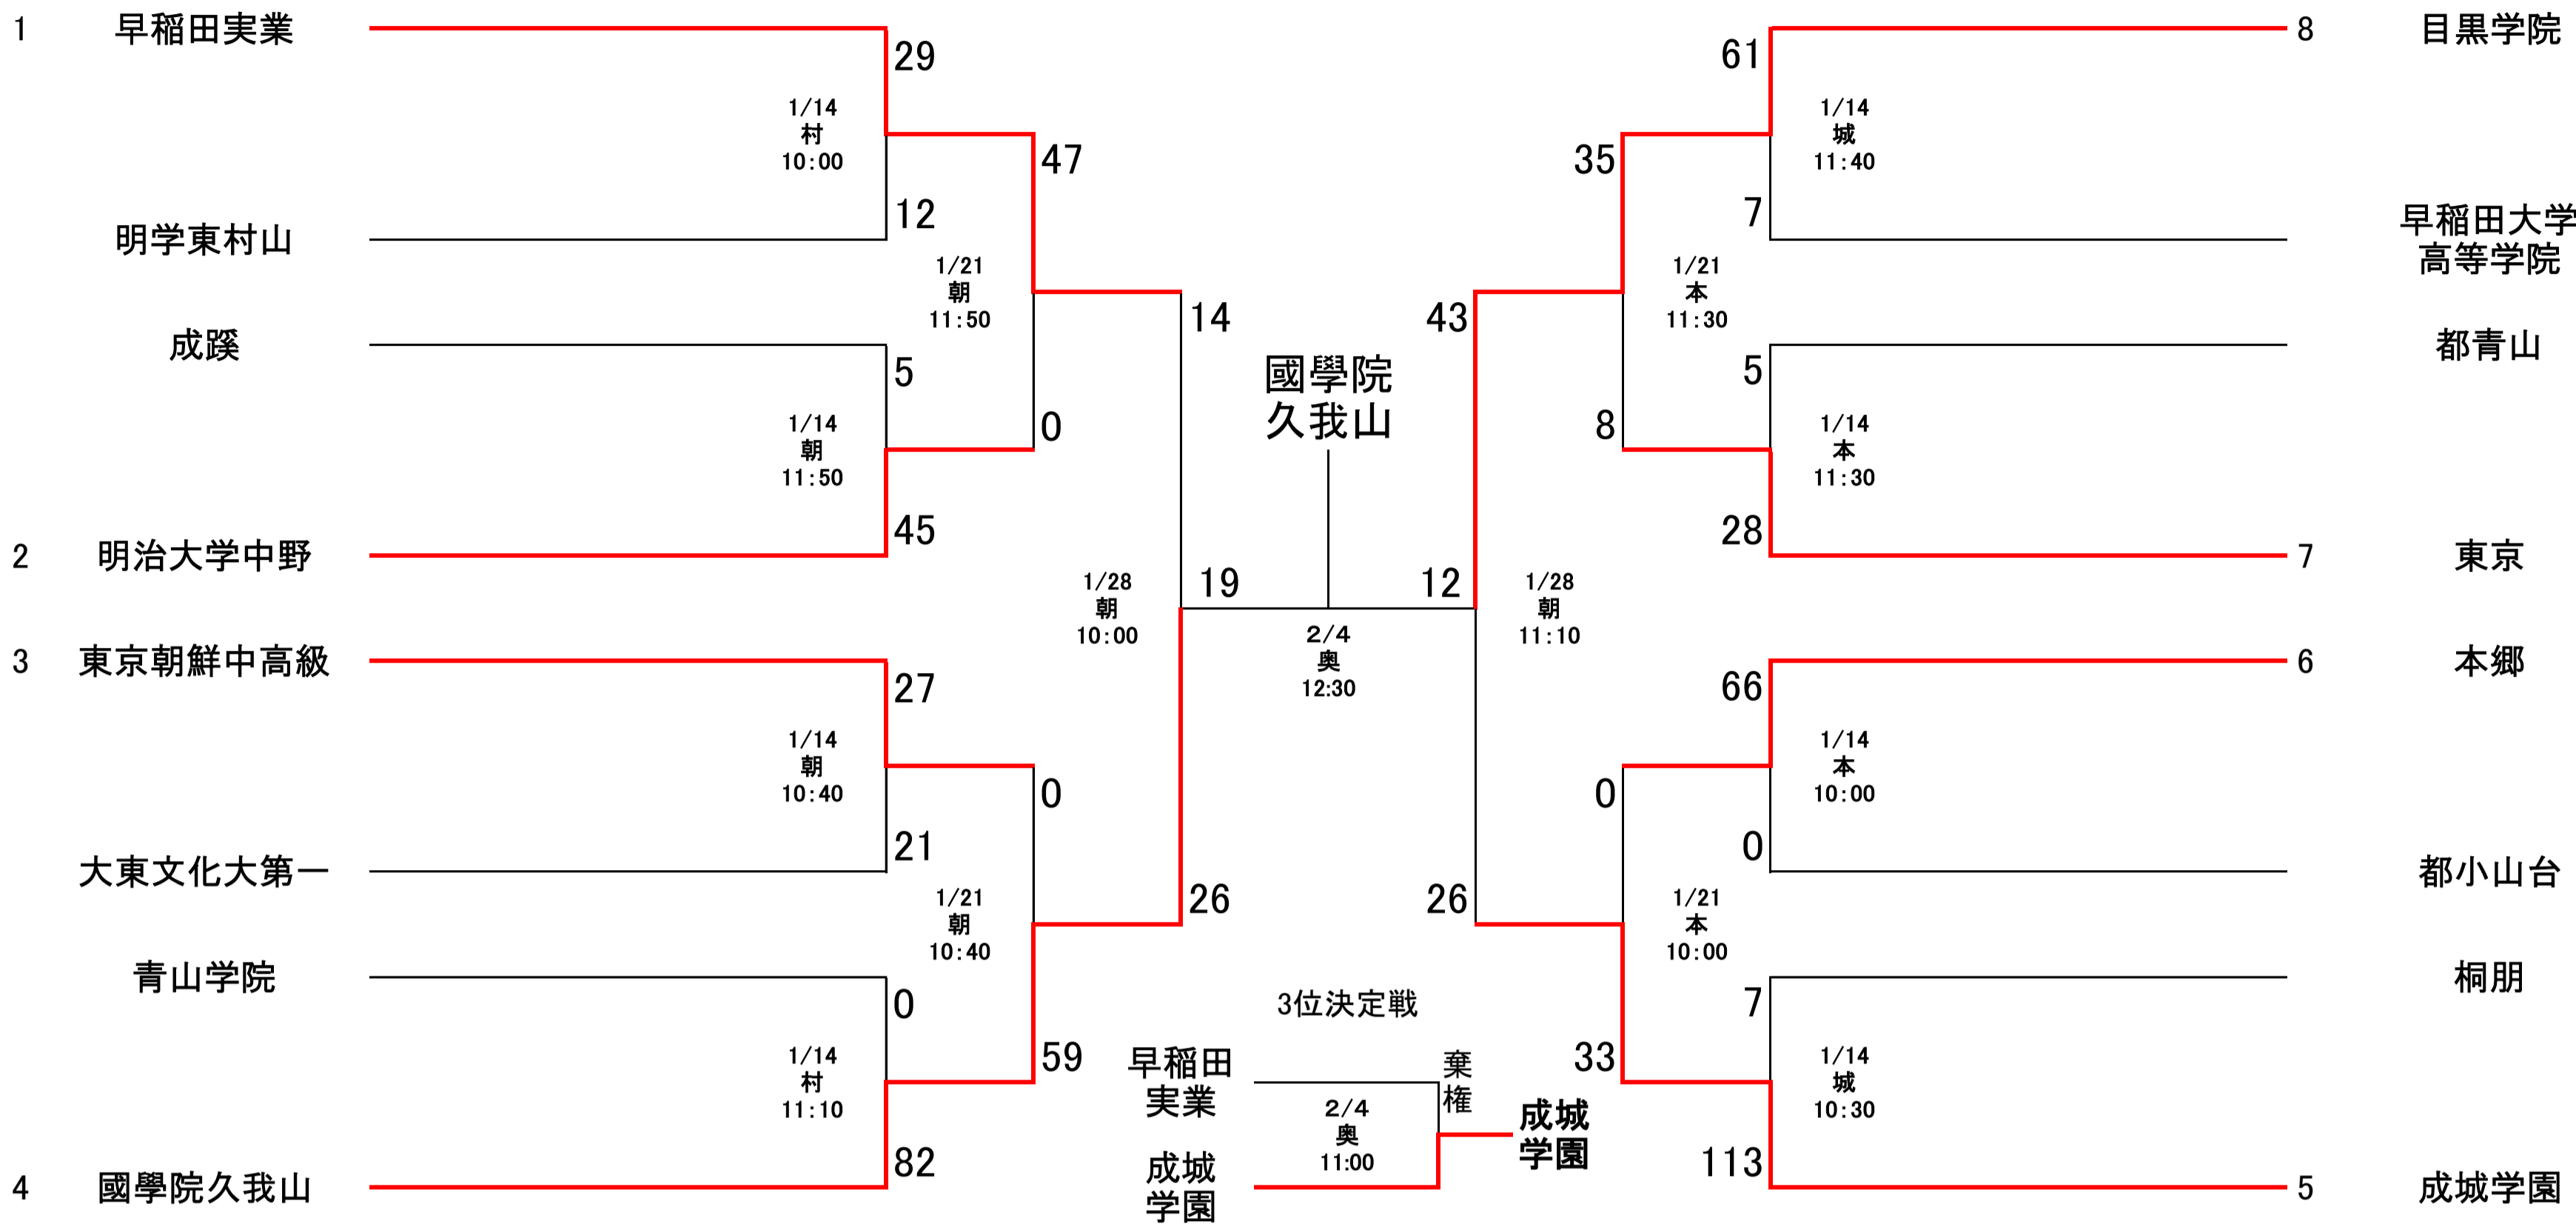 1 早稲田実業
29
1/14
村
10:00
12
明学東村山
47
1/21
朝
11:50
成蹊
5
1/14
朝
11:50
0
45
2 明治大学中野
14
1/28
朝
10:00
3 東京朝鮮中高級
27
1/14
朝
10:40
0
21
大東文化大第一
1/21
朝
10:40
26
青山学院
0
1/14
村
11:10
59
82
4 國學院久我山
國學院
久我山
19
12
2/4
奥
12:30
3位決定戦
早稲田
実業
棄
権
2/4
奥
11:00
成城
学園
成城
学園
61
8 目黒学院
1/14
城
11:40
35
7
早稲田大学
高等学院
1/21
本
11:30
43
5
都青山
8
1/14
本
11:30
28
7 東京
1/28
朝
11:10
66
6 本郷
1/14
本
10:00
0
0
都小山台
26
1/21
本
10:00
7
桐朋
33
1/14
城
10:30
113
5 成城学園